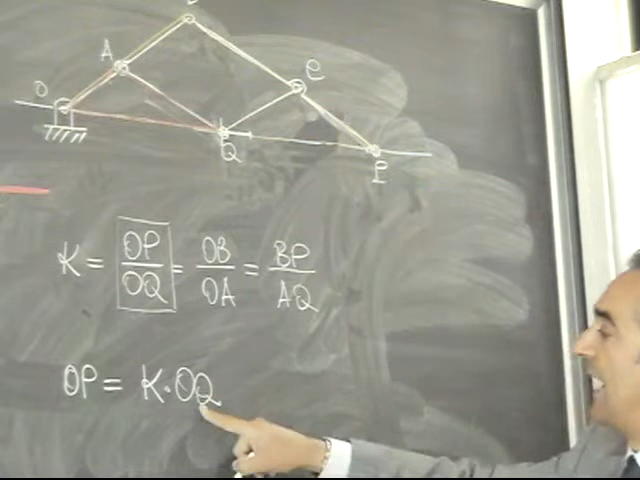 A
C
O
Q
P
K = OP/OQ = OB/OA = BP/AQ
OP = K·OQ